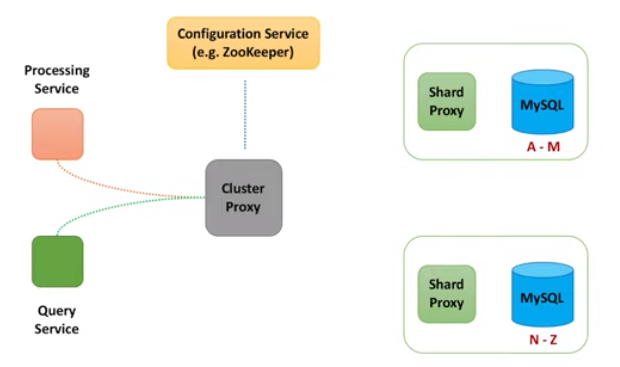 Configuration Service
(e.g. ZooKeeper)
Processing
Service
Shard
Proxy
MySQL
A - M
Cluster
Proxy
Shard
Proxy
MySQL
N - Z
Query
Service